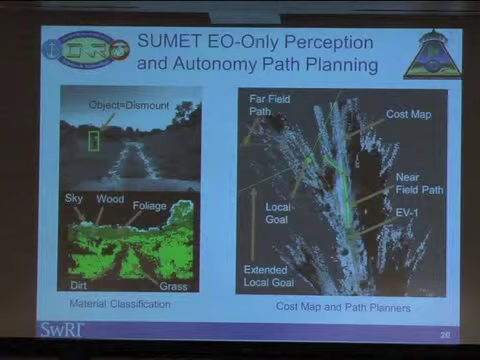 SUMET EO-Only Perception
and Autonomy Path Planning
Object=Dismount
Sky
Wood
Foliage
Dirt
Grass
Material Classification
Far Field
Path
Cost Map
Near
Field Path
Local
Goal
EV-1
Extended
Local Goal
Cost Map and Path Planners
SwRI